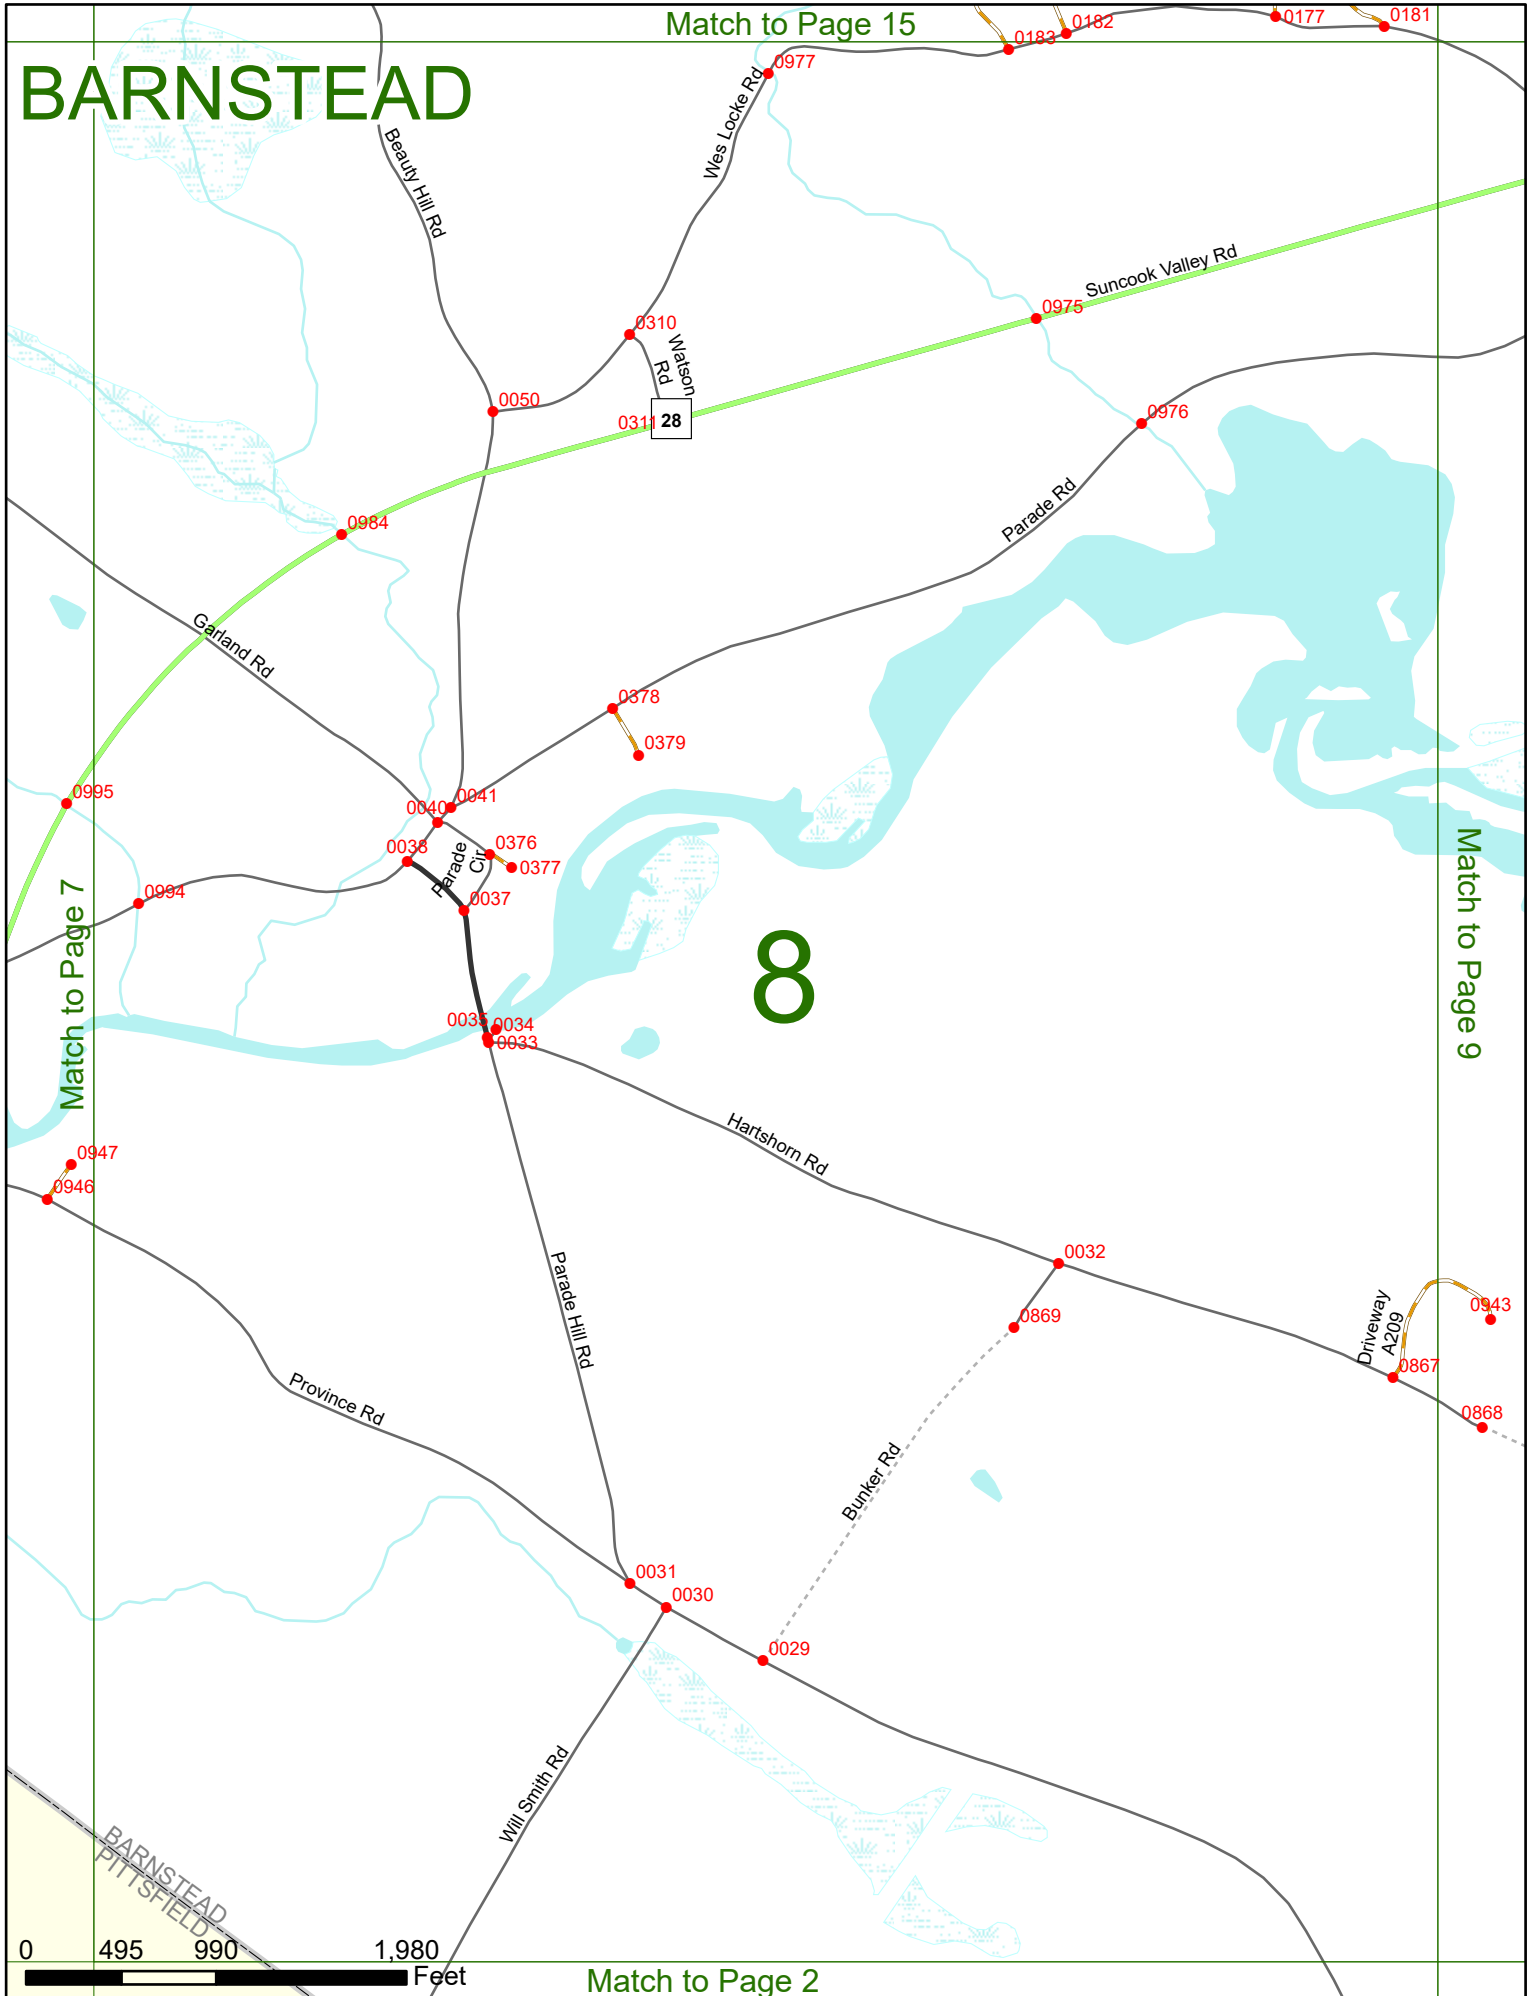 Match to Page 15
0177
0181
0182
0183
BARNSTEAD
0977
Wes Locke Rd
Beauty Hill Rd
Suncook Valley Rd
0975
0310
Watson
Rd
0050
0311
28
0976
Parade Rd
0984
Garland Rd
0378
0379
0995
0041
0040
0376
0038
Parade
Cir
0377
0994
0037
Match to Page 7
Match to Page 9
8
0035
0034
0033
Hartshorn Rd
0947
0946
0032
Parade Hill Rd
0869
Driveway
A209
0943
0867
Province Rd
0868
Bunker Rd
0031
0030
0029
Will Smith Rd
BARNSTEAD
PITTSFIELD
0 495 990 1,980
Feet
Match to Page 2